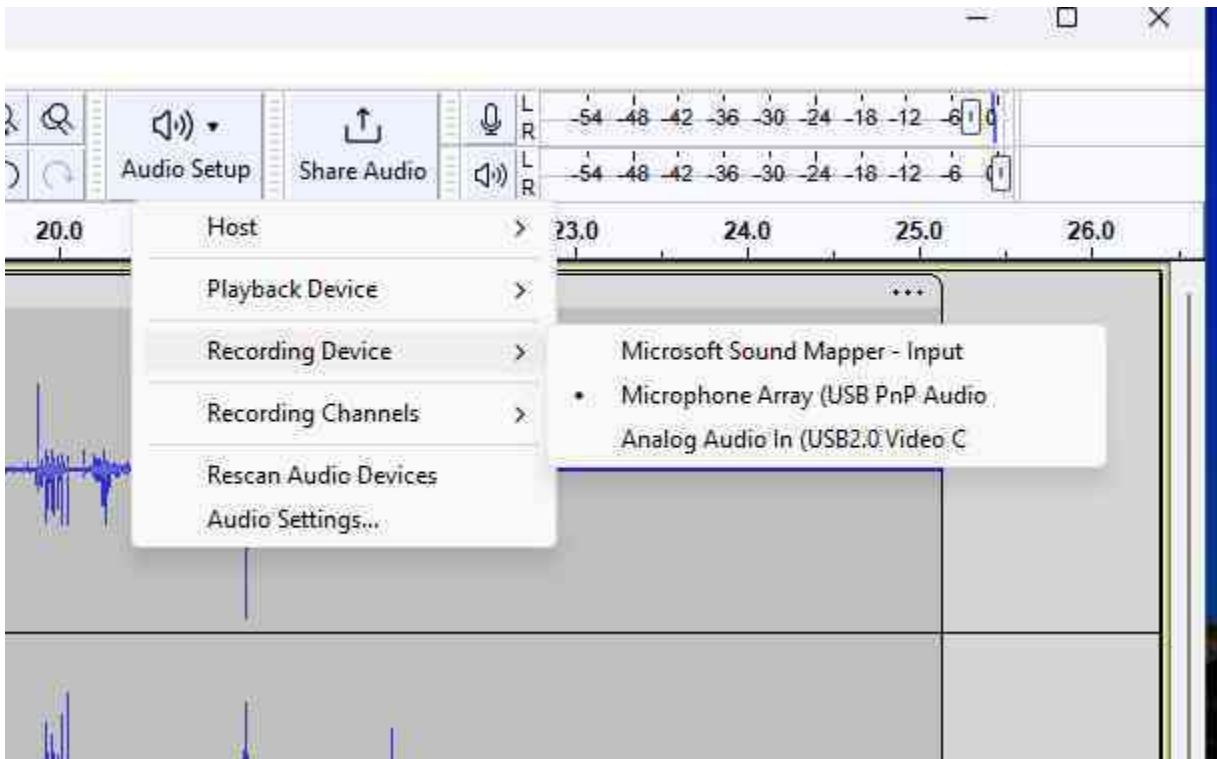 L
R
-54 -48 -42 -36 -30 -24 -18 -12 -6 0
Audio Setup
Share Audio
L
R
-54 -48 -42 -36 -30 -24 -18 -12 -6
20.0 23.0 24.0 25.0 26.0
Host
Playback Device
Recording Device
Recording Channels
Rescan Audio Devices
Audio Settings...
Microsoft Sound Mapper - Input
Microphone Array (USB PnP Audio
Analog Audio In (USB2.0 Video C